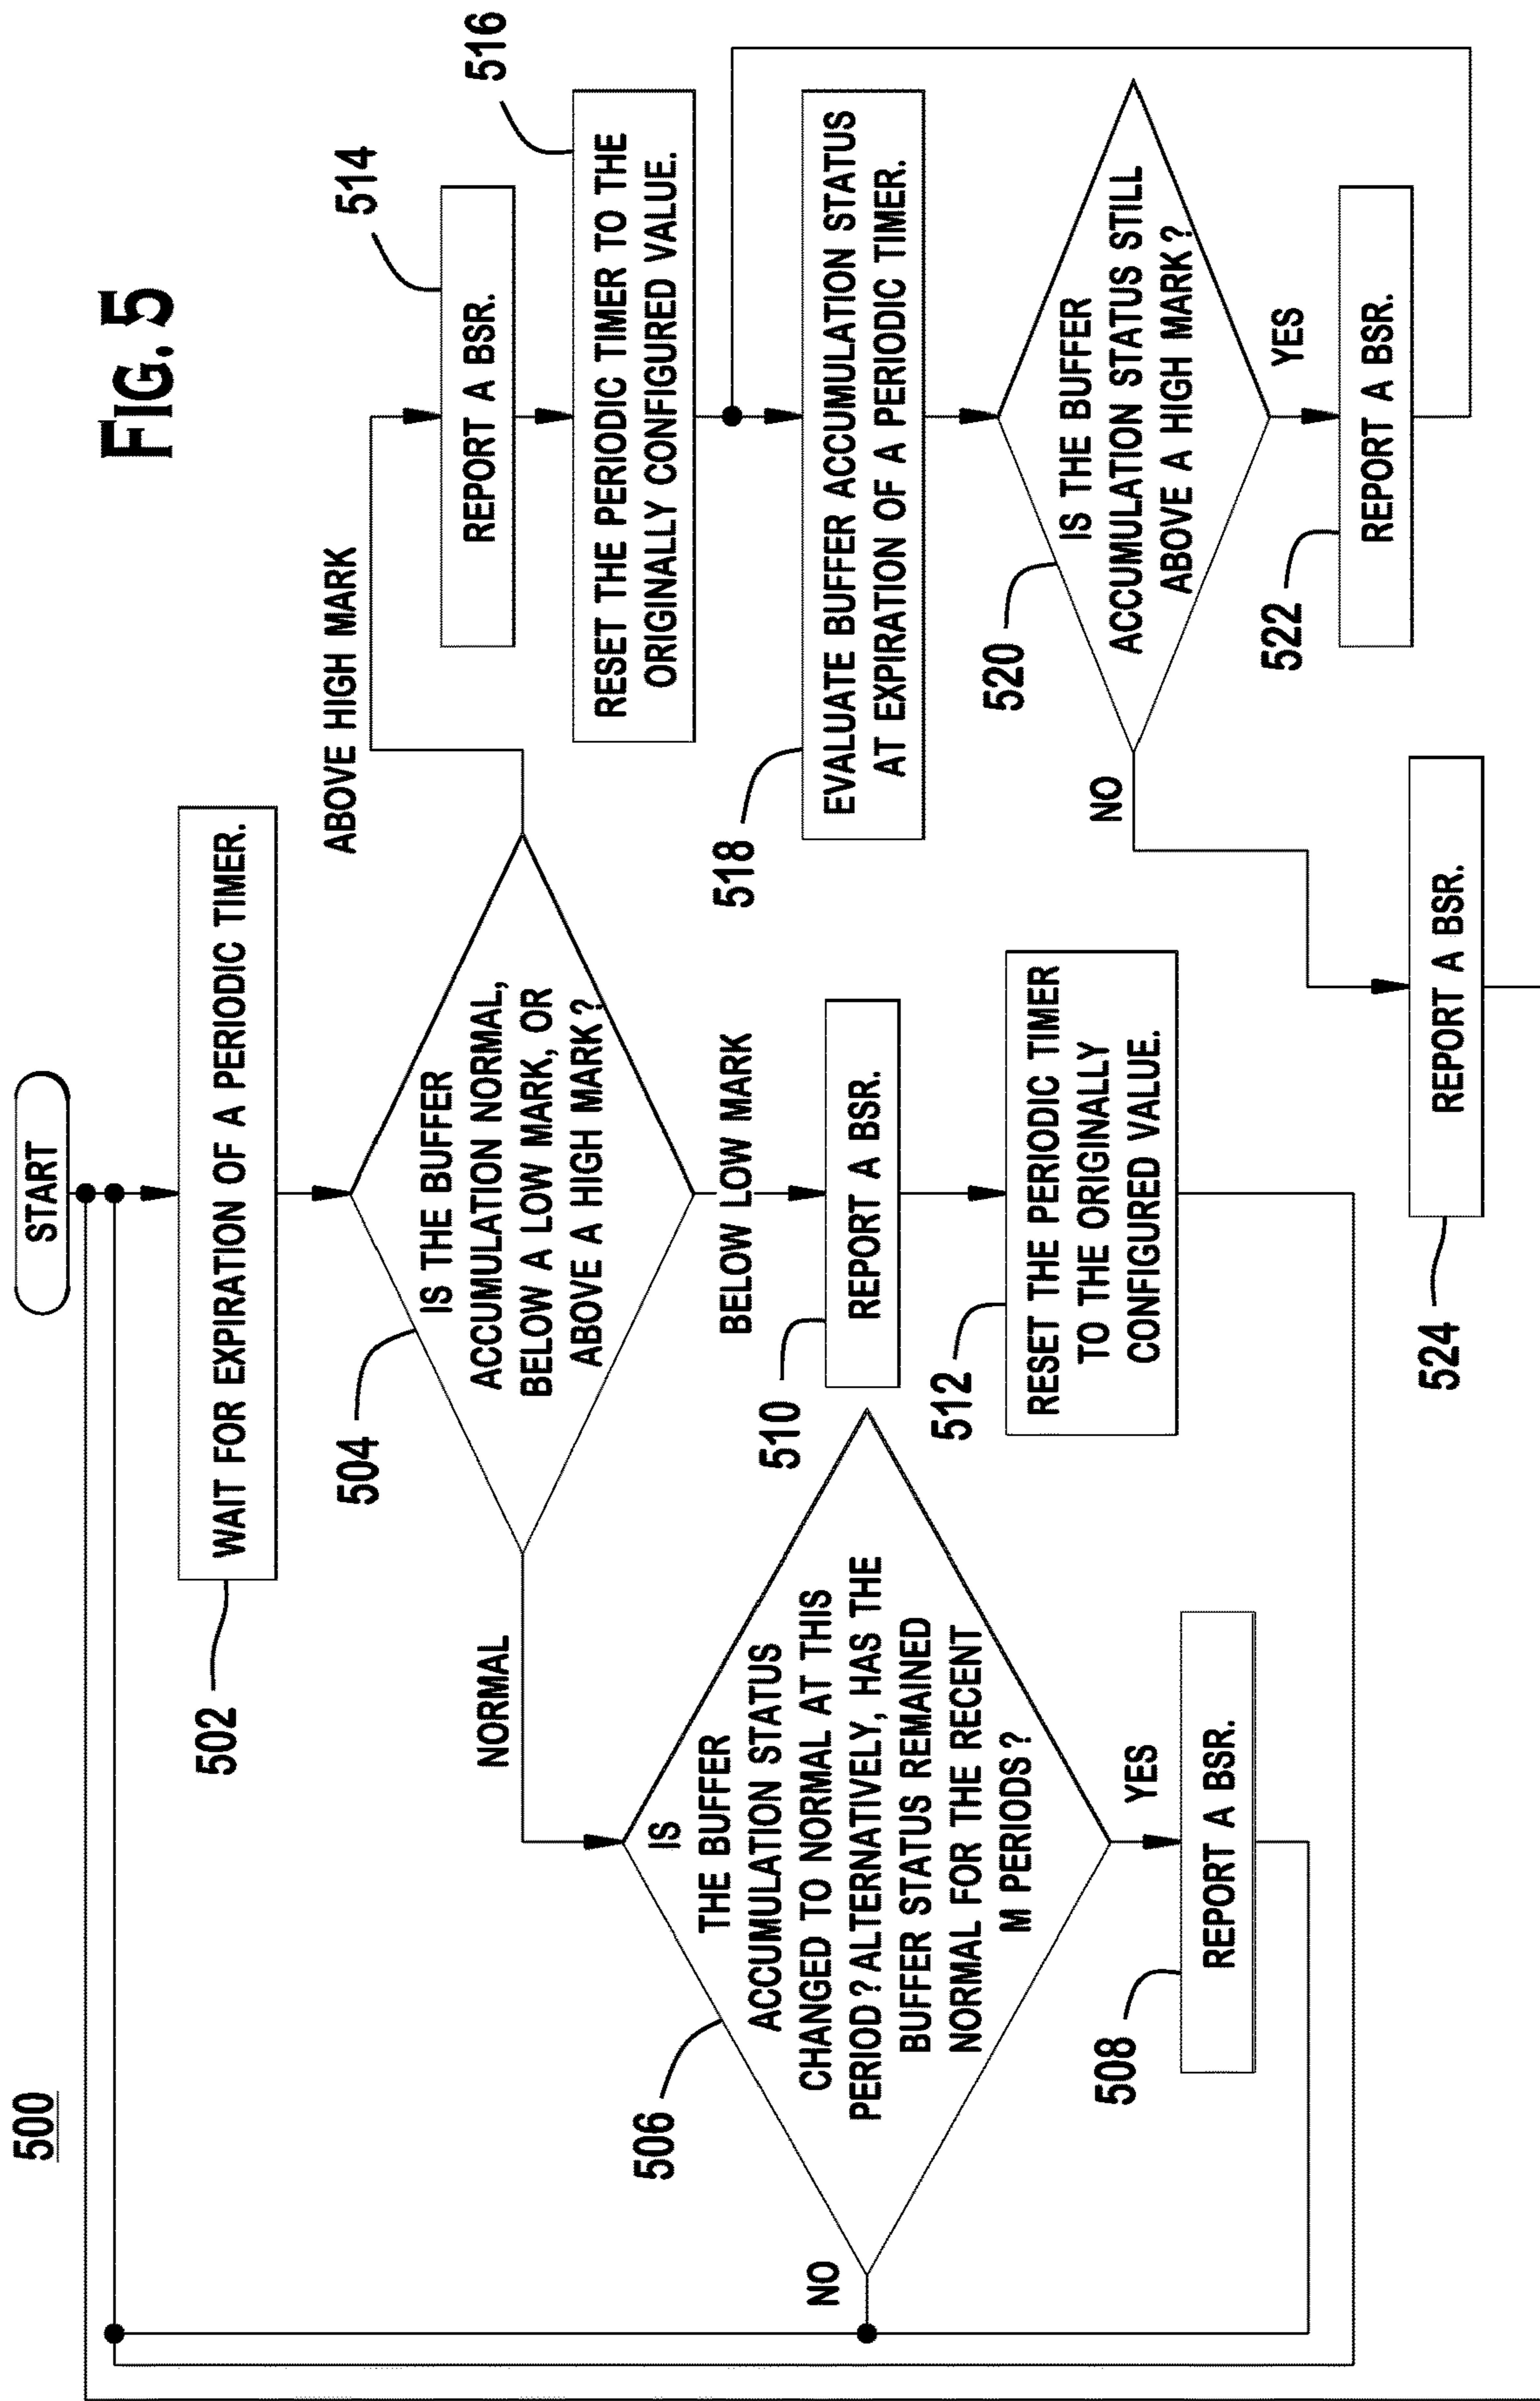 500
FIG. 5
START
502
WAIT FOR EXPIRATION OF A PERIODIC TIMER.
504
IS THE BUFFER
ACCUMULATION NORMAL,
BELOW A LOW MARK, OR
ABOVE A HIGH MARK?
NORMAL
BELOW LOW MARK
ABOVE HIGH MARK
506
IS
THE BUFFER
ACCUMULATION STATUS
CHANGED TO NORMAL AT THIS
PERIOD? ALTERNATIVELY, HAS THE
BUFFER STATUS REMAINED
NORMAL FOR THE RECENT
M PERIODS?
NO
YES
508
REPORT A BSR.
510
REPORT A BSR.
512
RESET THE PERIODIC TIMER
TO THE ORIGINALLY
CONFIGURED VALUE.
514
REPORT A BSR.
516
RESET THE PERIODIC TIMER TO THE
ORIGINALLY CONFIGURED VALUE.
518
EVALUATE BUFFER ACCUMULATION STATUS
AT EXPIRATION OF A PERIODIC TIMER.
520
IS THE BUFFER
ACCUMULATION STATUS STILL
ABOVE A HIGH MARK?
NO
YES
522
REPORT A BSR.
524
REPORT A BSR.